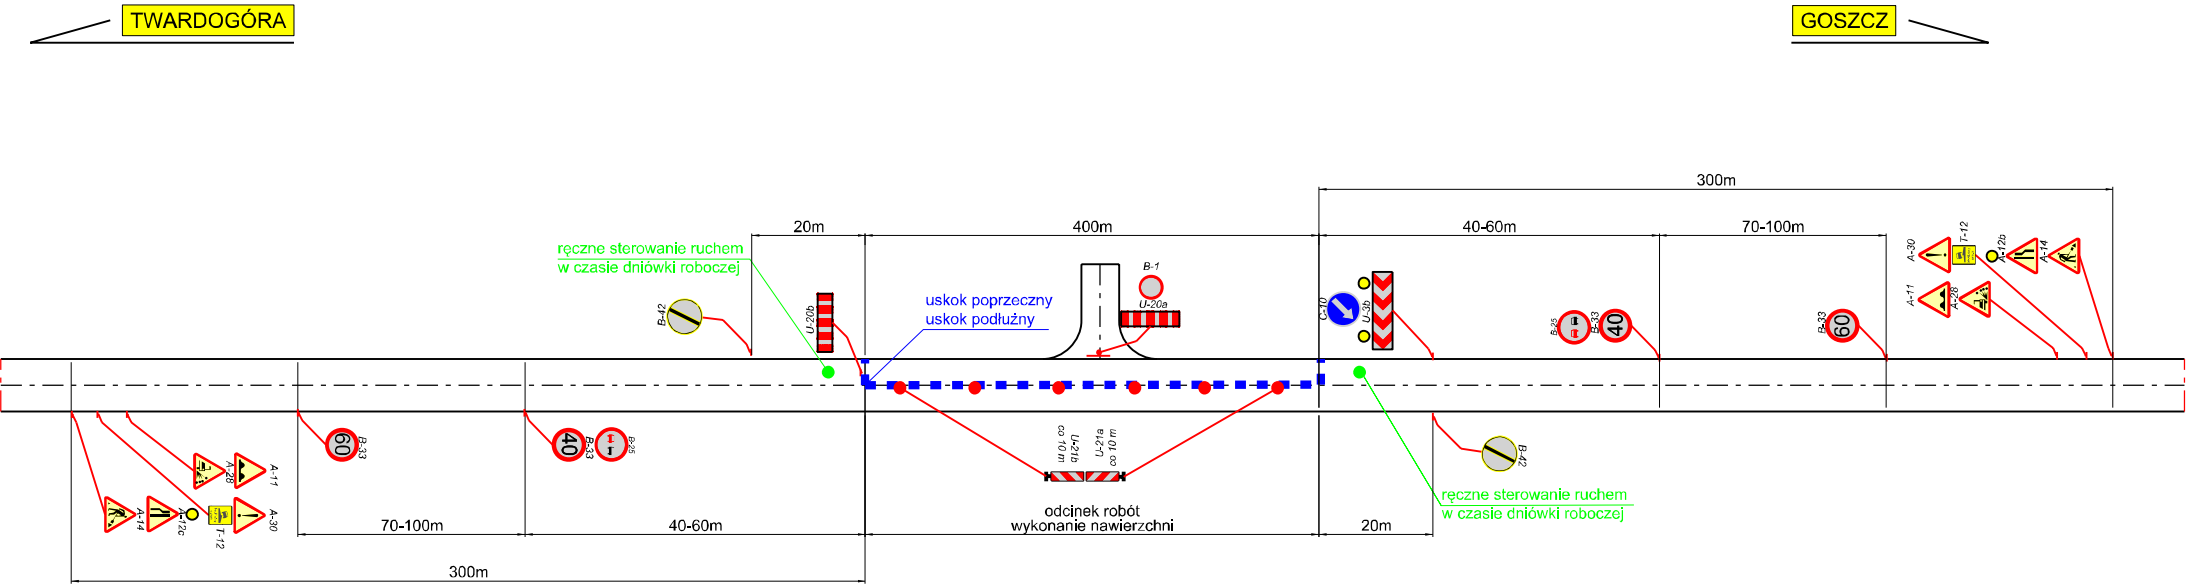 TWARDOGÓRA
GOSZCZ
300m
20m
400m
40-60m
70-100m
ręczne sterowanie ruchem
w czasie dniówki roboczej
B-42
U-20b
uskok poprzeczny
uskok podłużny
B-1
U-20a
C-10
U-3b
B-25
B-33
40
B-33
60
A-30
T-12
A-12b
A-14
A-11
A-28
60
B-33
40
B-33
B-25
A-28
A-11
A-14
A-12c
T-12
A-30
co 10 m
U-21b
U-21a
co 10 m
B-42
ręczne sterowanie ruchem
w czasie dniówki roboczej
odcinek robót
wykonanie nawierzchni
70-100m
40-60m
20m
300m